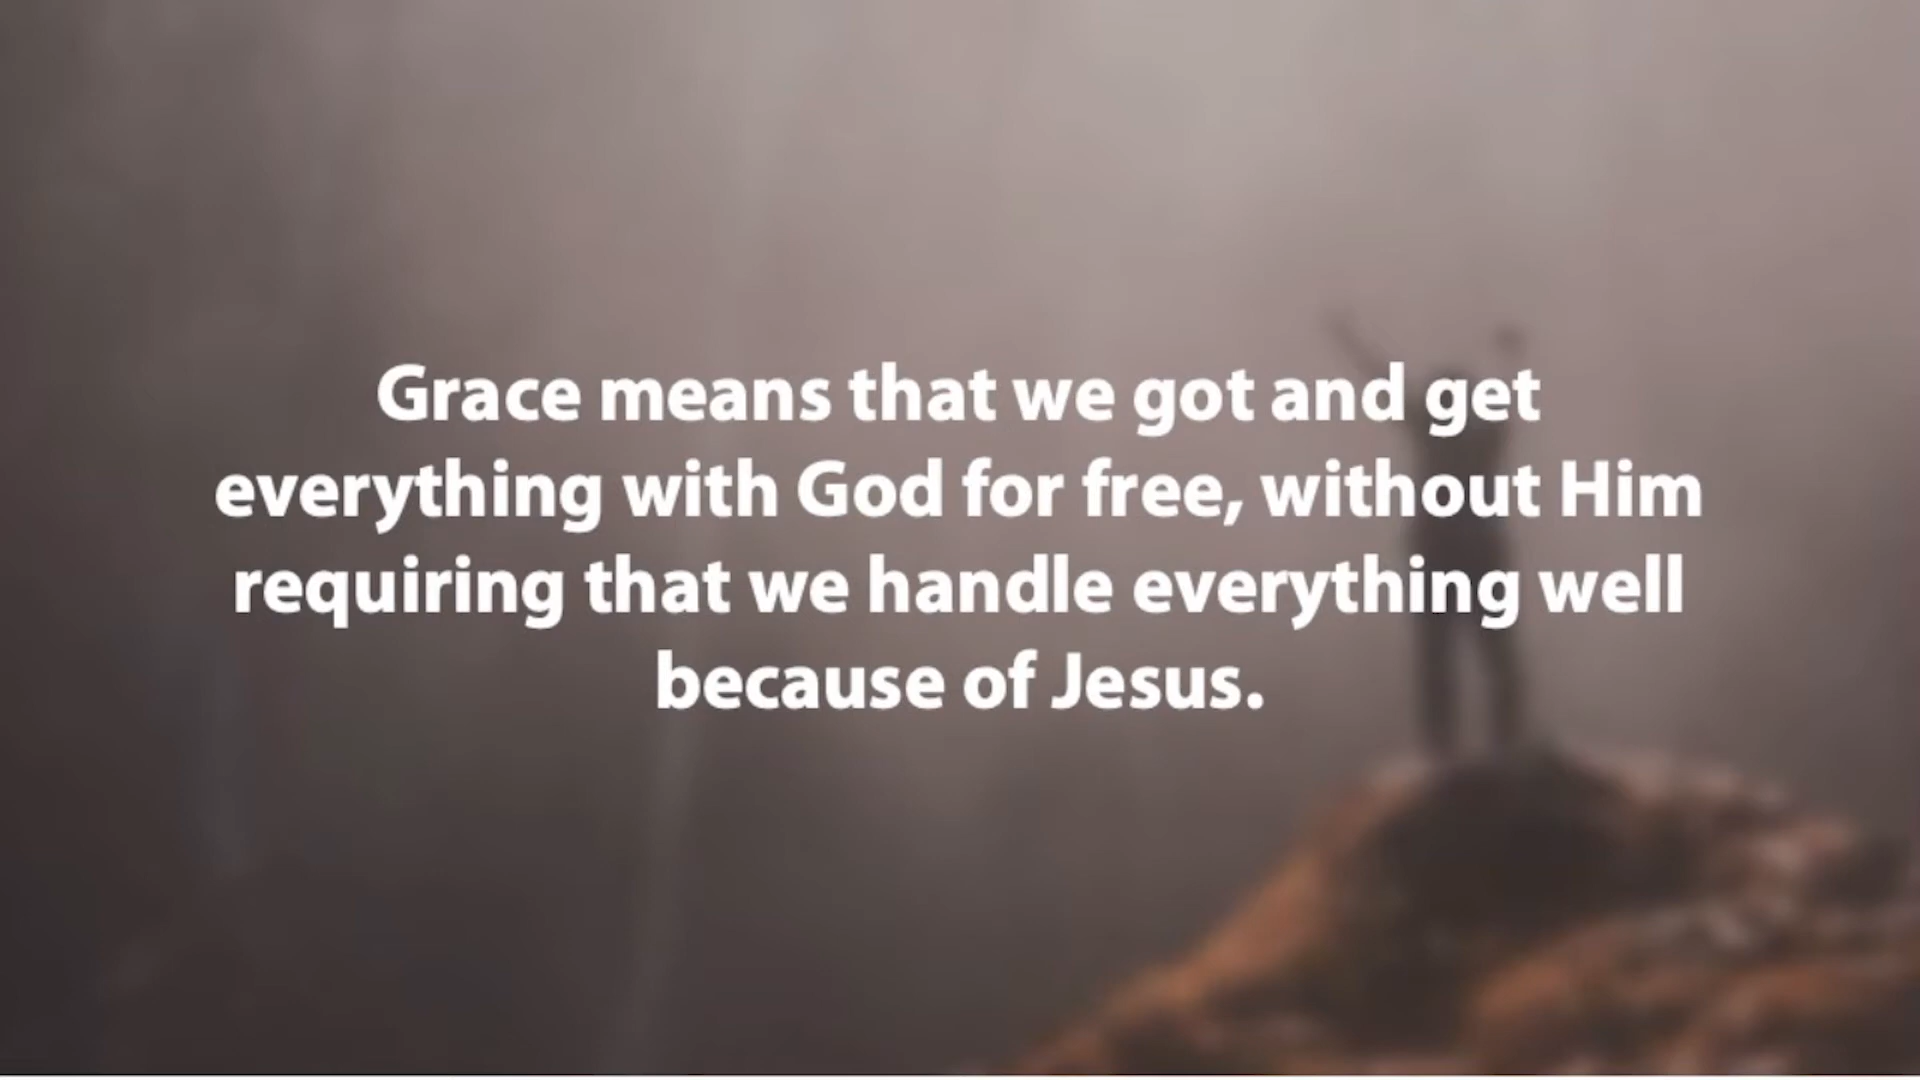 Grace means that we got and get
everything with God for free, without Him
requiring that we handle everything well
because of Jesus.